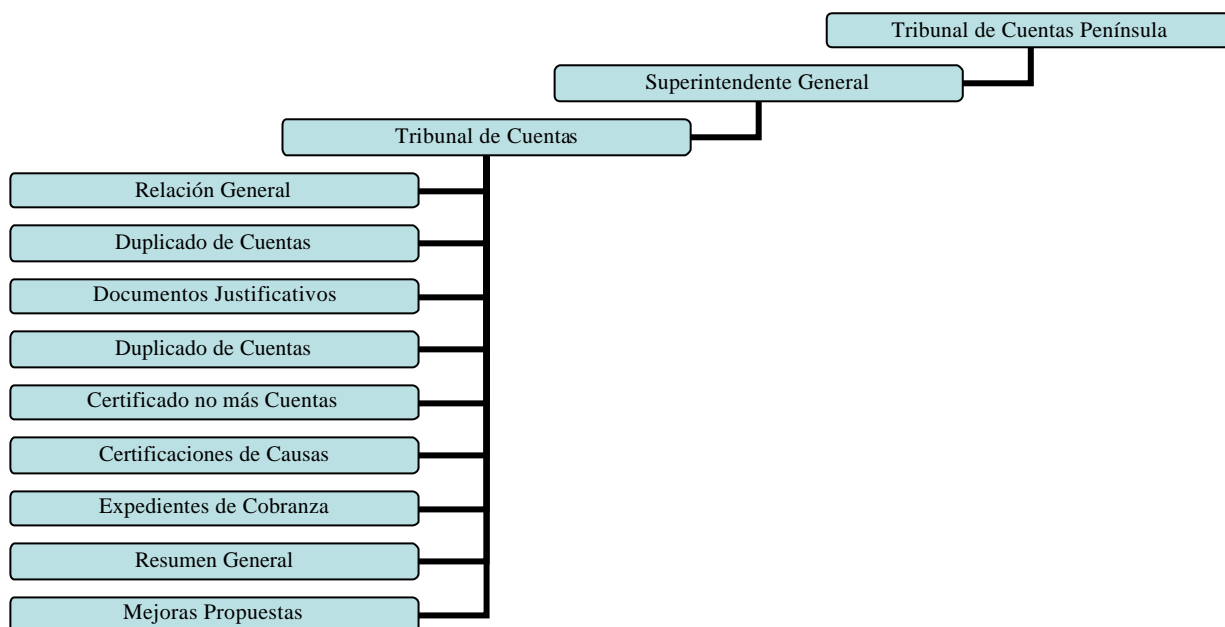 Tribunal de Cuentas Península
Superintendente General
Tribunal de Cuentas
Relación General
Duplicado de Cuentas
Documentos Justificativos
Duplicado de Cuentas
Certificado no más Cuentas
Certificaciones de Causas
Expedientes de Cobranza
Resumen General
Mejoras Propuestas